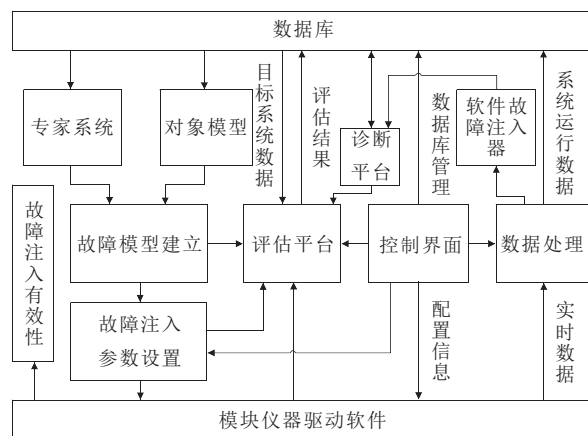 数据库
专家系统
对象模型
目标系统数据
评估结果
诊断
平台
数据库管理
软件故
障注入
器
系统运行数据
故障注入有效性
故障模型建立
评估平台
控制界面
数据处理
故障注入
参数设置
配置信息
实时数据
模块仪器驱动软件